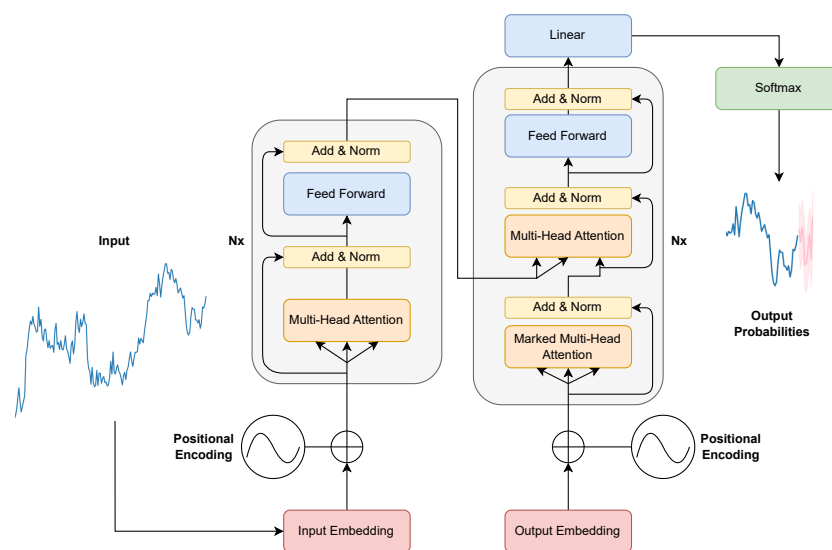 Linear
Softmax
Add & Norm
Feed Forward
Add & Norm
Multi-Head Attention
Add & Norm
Marked Multi-Head
Attention
Nx
Add & Norm
Feed Forward
Add & Norm
Multi-Head Attention
Nx
Input
Output
Probabilities
Positional
Encoding
Positional
Encoding
Input Embedding
Output Embedding